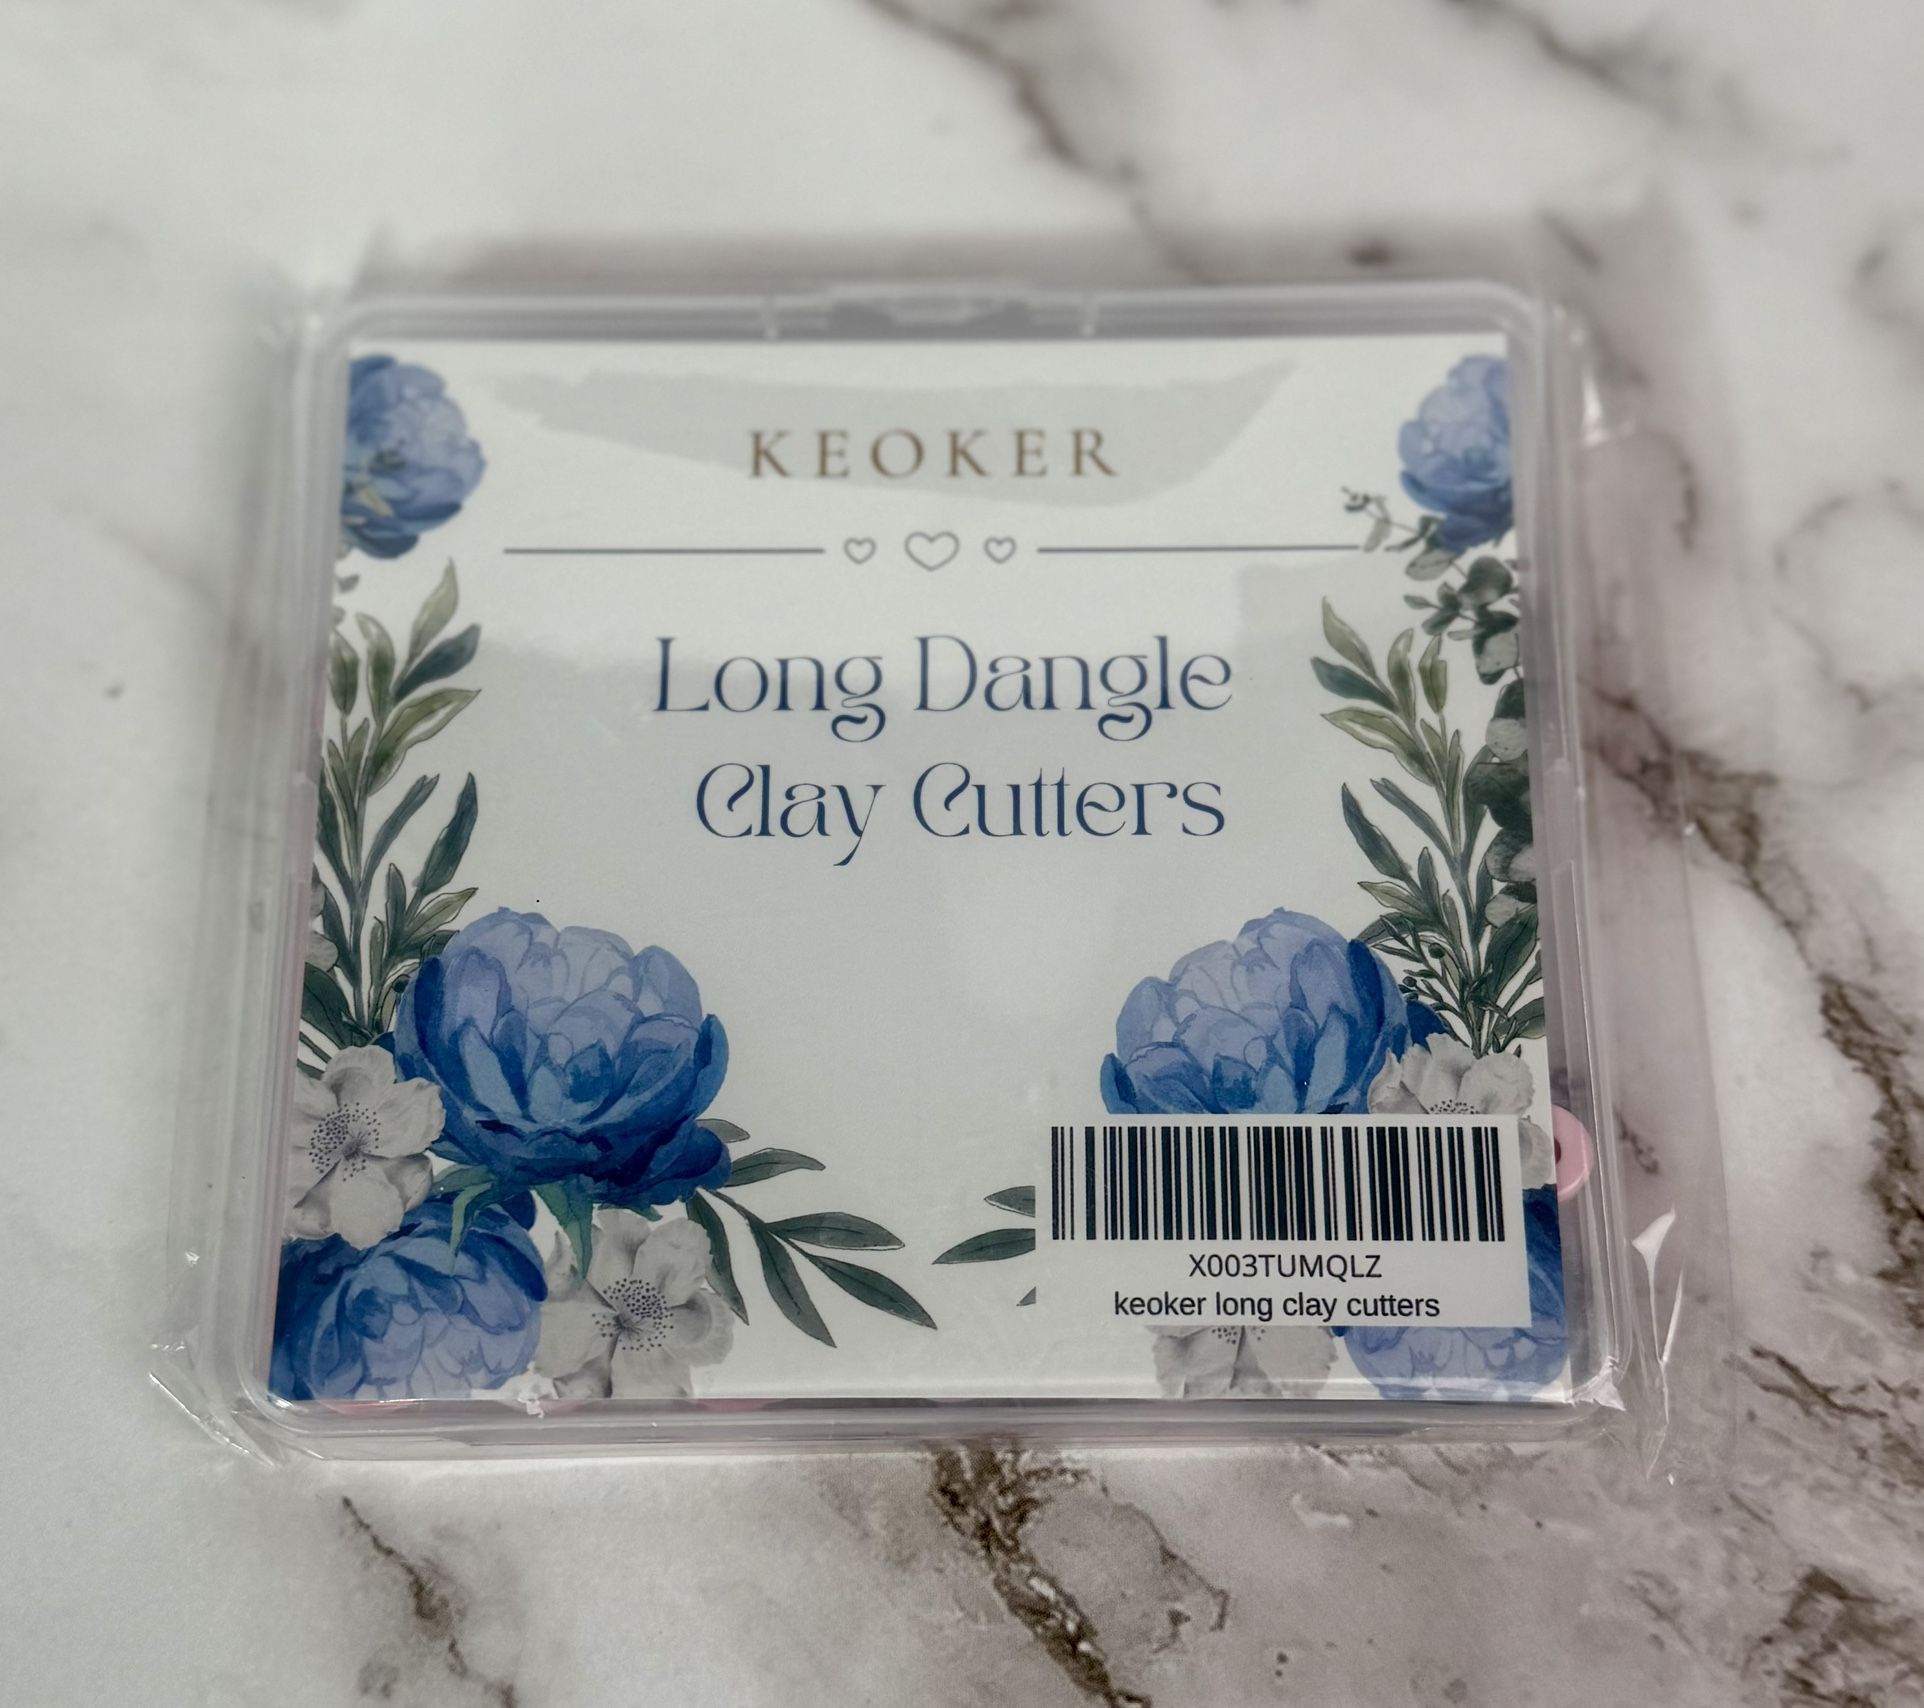 KEOKER
Long Dangle
Clay Cutters
X003TUMQLZ
keoker long clay cutters